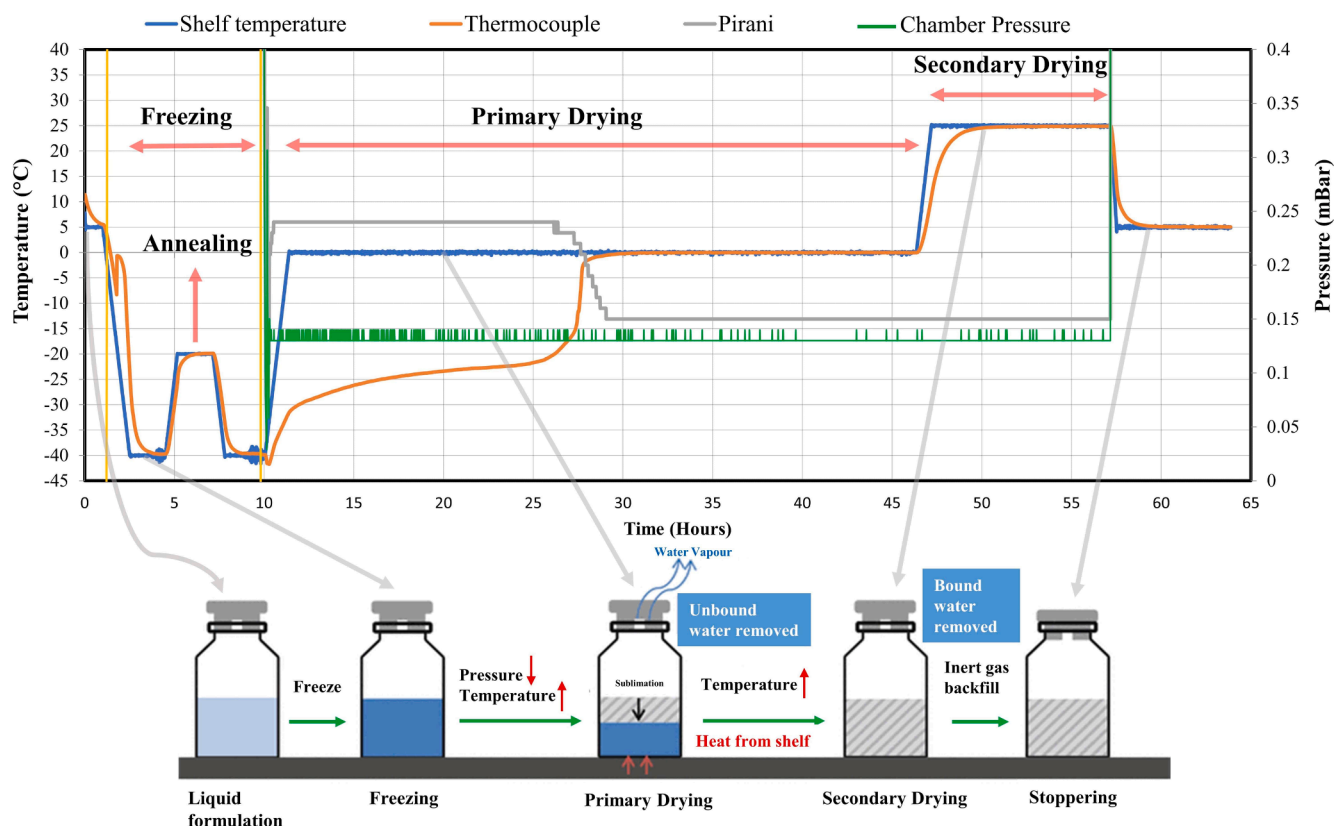 Shelf temperature Thermocouple Pirani Chamber Pressure
40 0.4
35
30 0.35
25
20 0.3
15
10 0.25
5
0 0.2
-5
-10
-15 0.15
-20
-25 0.1
-30
-35 0.05
-40
-45 0
Temperature (°C)
Pressure (mBar)
Freezing
Annealing
Primary Drying
Secondary Drying
0 5 10 15 20 25 30 35 40 45 50 55 60 65
Time (Hours)
Water Vapour
Unbound
water removed
Bound
water
removed
Freeze
Pressure
Temperature
Sublimation
Temperature
Heat from shelf
Inert gas
backfill
Liquid
formulation
Freezing
Primary Drying
Secondary Drying
Stoppering